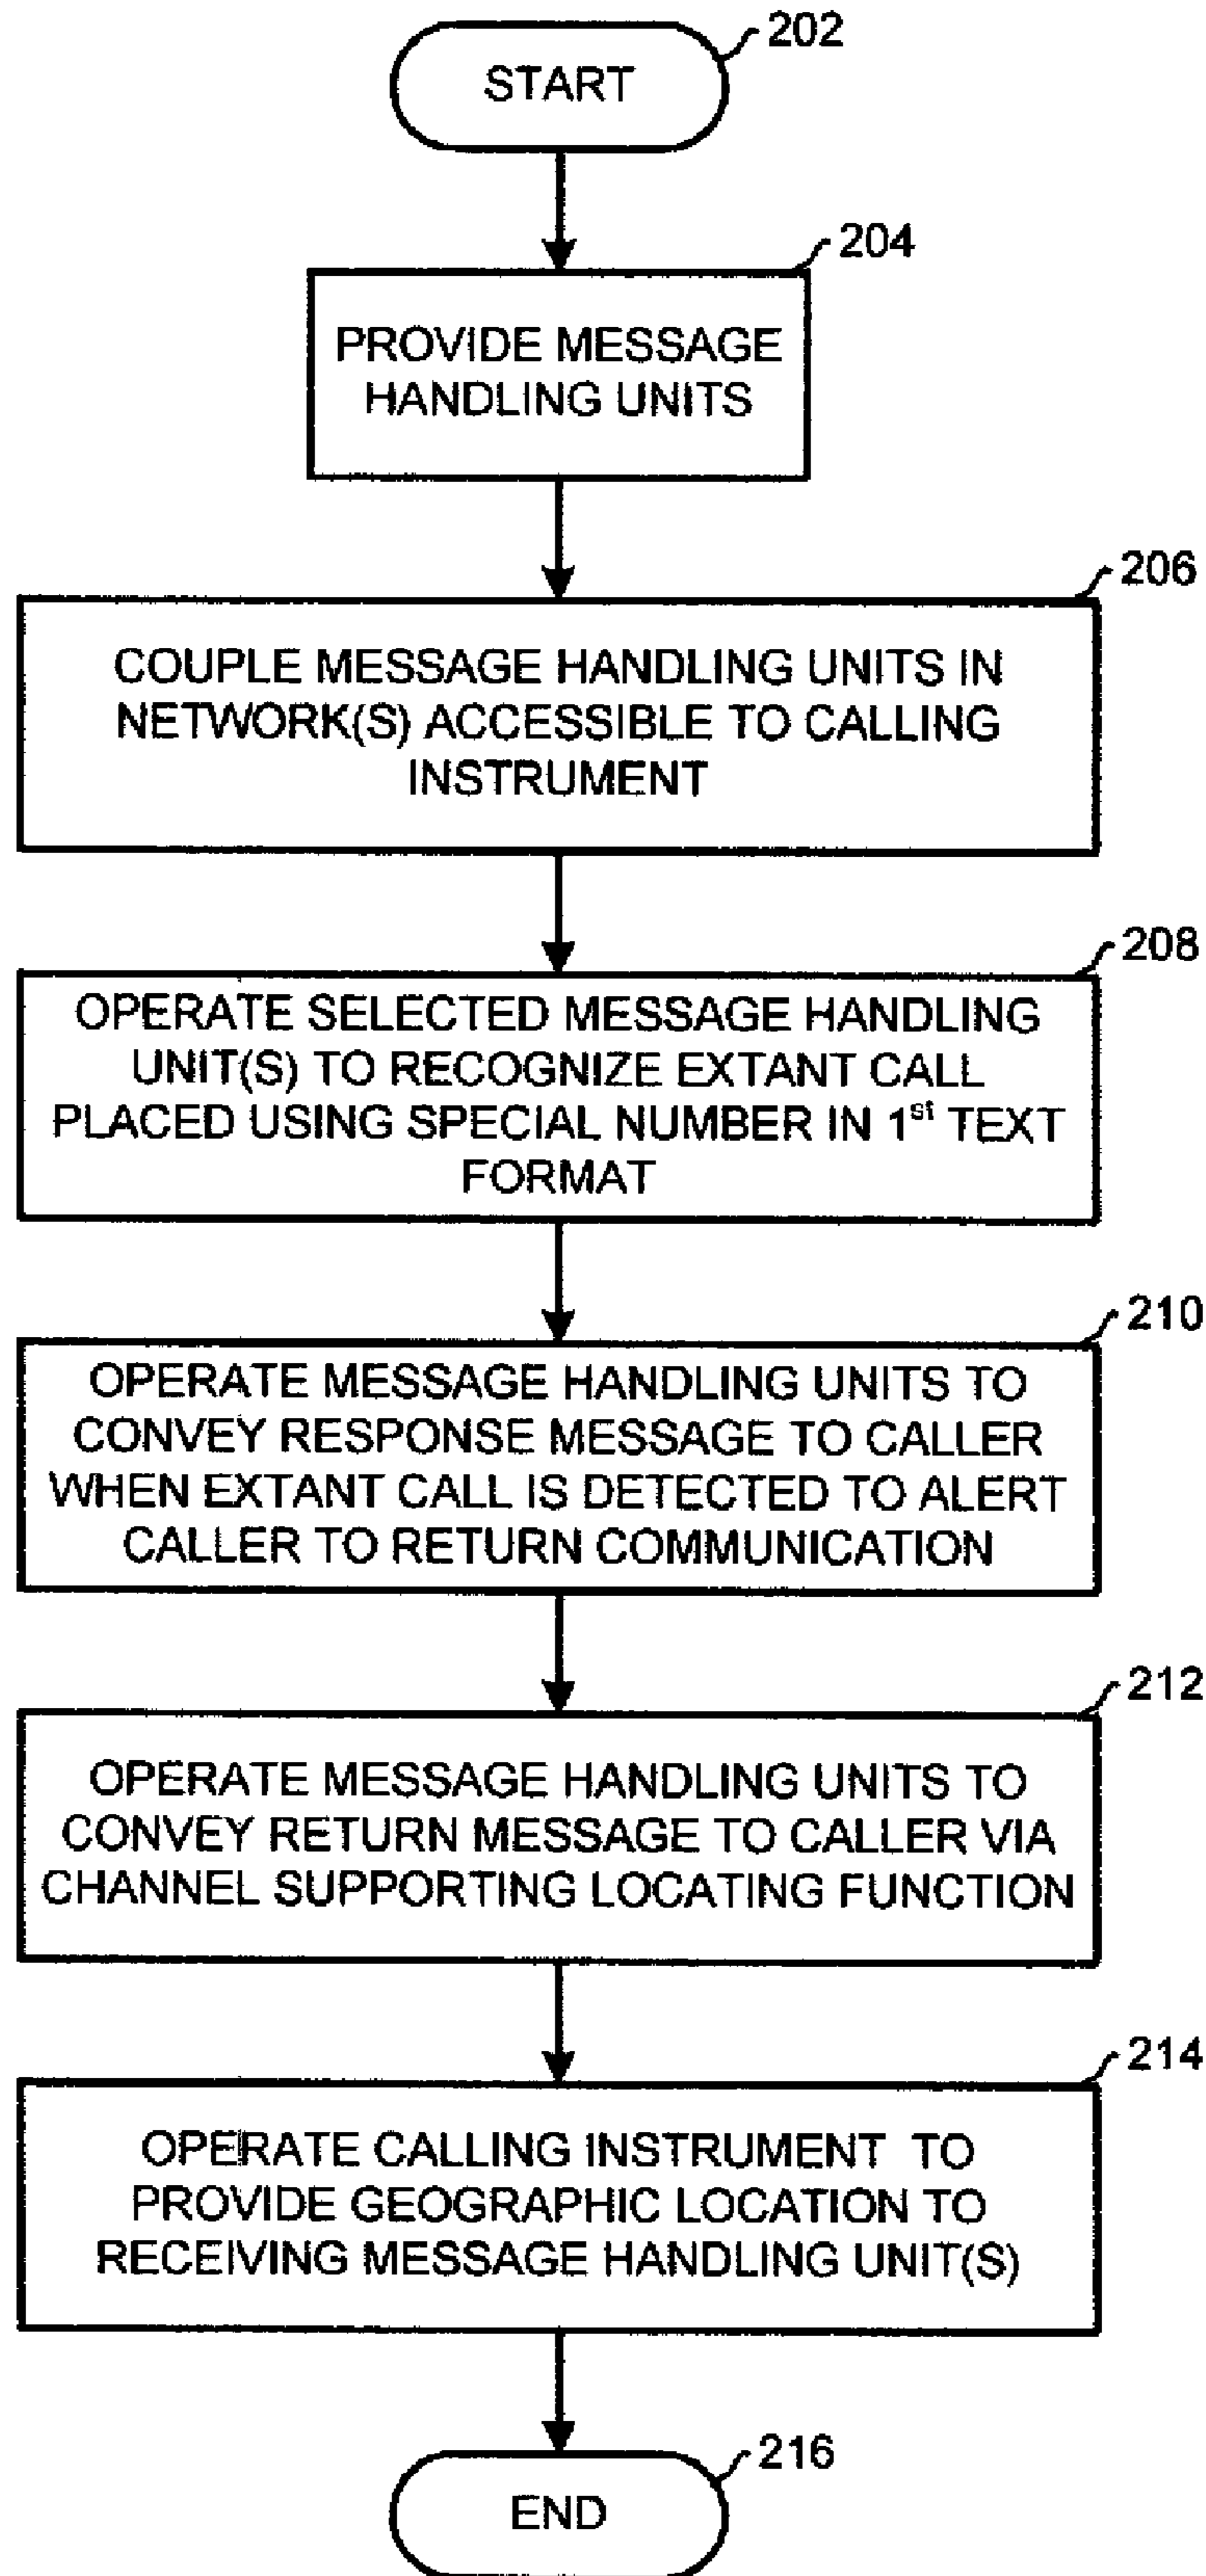 202
START
204
PROVIDE MESSAGE
HANDLING UNITS
206
COUPLE MESSAGE HANDLING UNITS IN
NETWORK(S) ACCESSIBLE TO CALLING
INSTRUMENT
208
OPERATE SELECTED MESSAGE HANDLING
UNIT(S) TO RECOGNIZE EXTANT CALL
PLACED USING SPECIAL NUMBER IN 1st TEXT
FORMAT
210
OPERATE MESSAGE HANDLING UNITS TO
CONVEY RESPONSE MESSAGE TO CALLER
WHEN EXTANT CALL IS DETECTED TO ALERT
CALLER TO RETURN COMMUNICATION
212
OPERATE MESSAGE HANDLING UNITS TO
CONVEY RETURN MESSAGE TO CALLER VIA
CHANNEL SUPPORTING LOCATING FUNCTION
214
OPERATE CALLING INSTRUMENT TO
PROVIDE GEOGRAPHIC LOCATION TO
RECEIVING MESSAGE HANDLING UNIT(S)
216
END